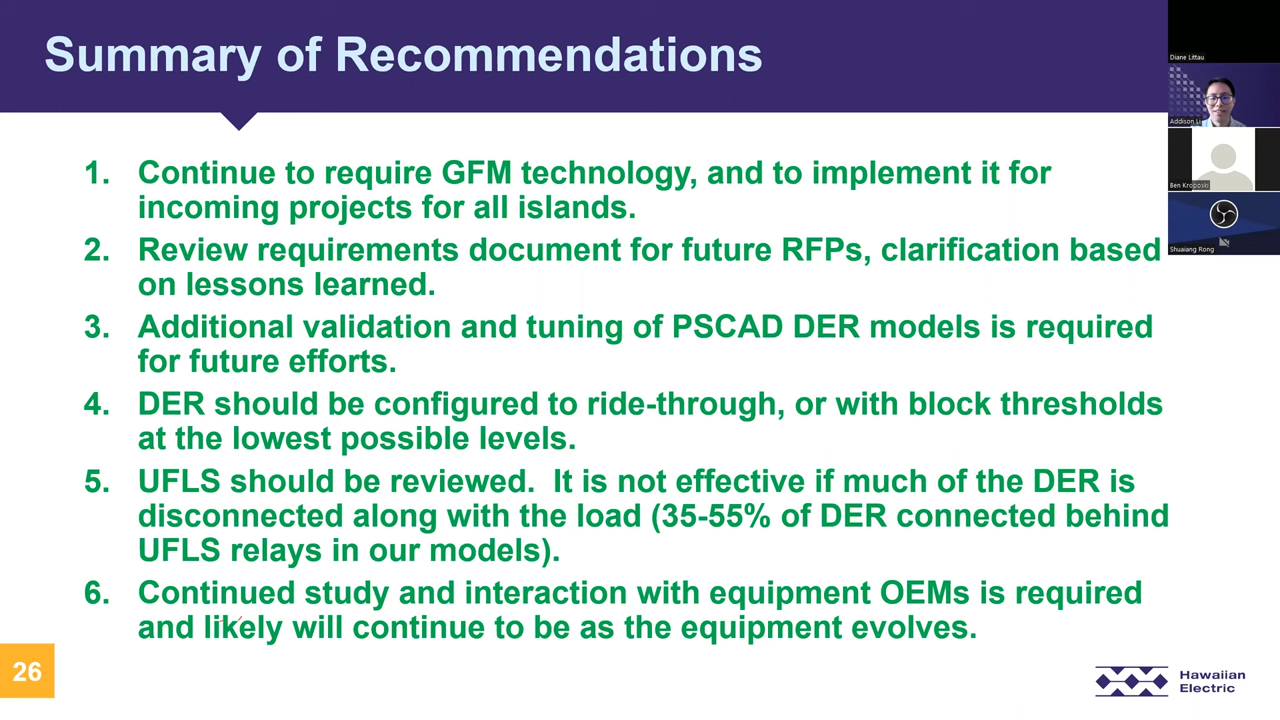 Summary of Recommendations
1. Continue to require GFM technology, and to implement it for
incoming projects for all islands.
2. Review requirements document for future RFPs, clarification based
on lessons learned.
3. Additional validation and tuning of PSCAD DER models is required
for future efforts.
4. DER should be configured to ride-through, or with block thresholds
at the lowest possible levels.
5. UFLS should be reviewed.  It is not effective if much of the DER is
disconnected along with the load (35-55% of DER connected behind
UFLS relays in our models).
6. Continued study and interaction with equipment OEMs is required
and likely will continue to be as the equipment evolves.
26
Hawaiian
Electric
Diane Littau
Addison Li
Ben Kroposki
Shuaiang Rong